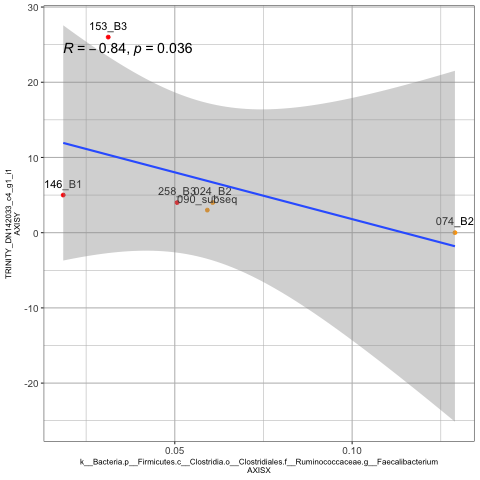 30
153_B3
R = −0.84, p = 0.036
20
10
146_B1
258_B3
024_B2
090_subseq
074_B2
0
-10
-20
0.05
0.10
TRINITY_DN142033_c4_g1_i1
AXISY
k__Bacteria.p__Firmicutes.c__Clostridia.o__Clostridiales.f__Ruminococcaceae.g__Faecalibacterium
AXISX